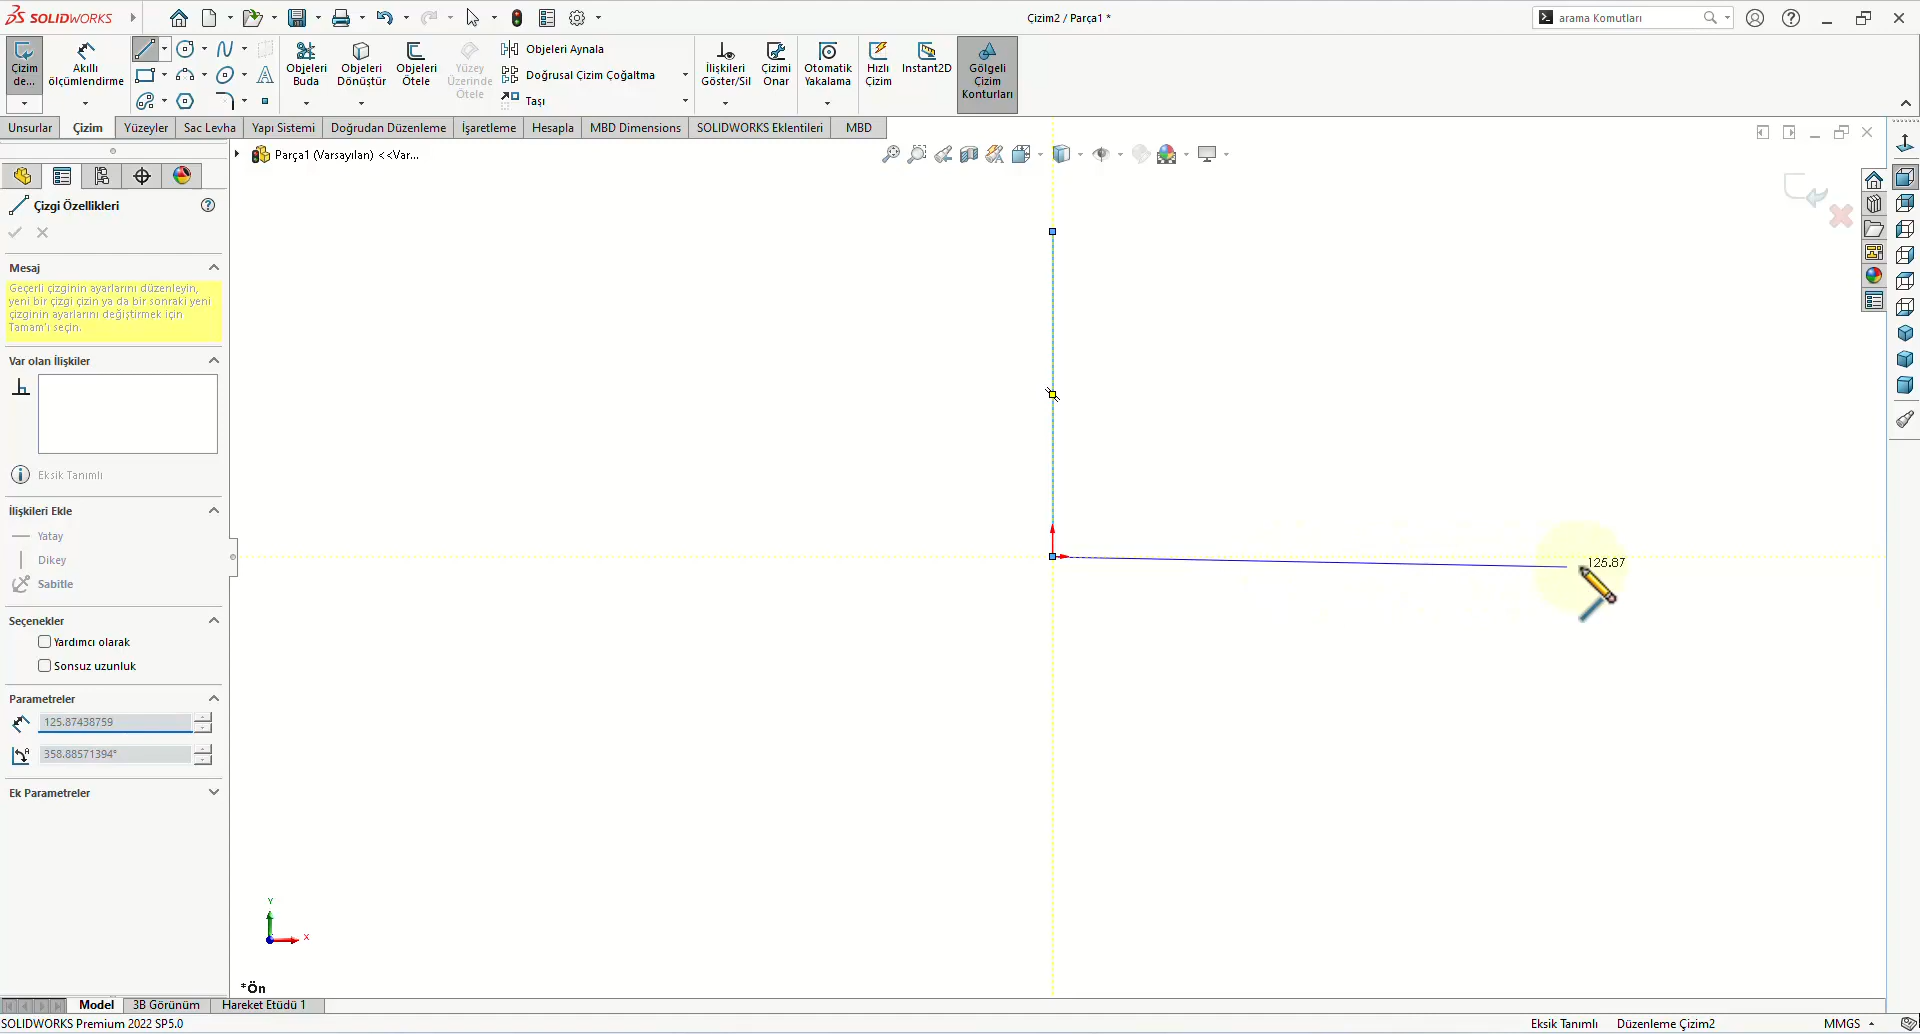 SOLIDWORKS
Çizim2 / Parça1 *
arama Komutları
Çizim de...
Akıllı ölçümlendirme
Objeleri Buda
Objeleri Dönüştür
Objeleri Ötele
Yüzey Üzerinde Ötele
Objeleri Aynala
Doğrusal Çizim Çoğaltma
Taşı
İlişkileri Göster/Sil
Çizimi Onar
Otomatik Yakalama
Hızlı Çizim
Instant2D
Gölgeli Çizim Konturları
Unsurlar
Çizim
Yüzeyler
Sac Levha
Yapı Sistemi
Doğrudan Düzenleme
İşaretleme
Hesapla
MBD Dimensions
SOLIDWORKS Eklentileri
MBD
Parça1 (Varsayılan) <<Var...
Çizgi Özellikleri
Mesaj
Geçerli çizginin ayarlarını düzenleyin,
yeni bir çizgi çizin ya da bir sonraki yeni
çizginin ayarlarını değiştirmek için
Tamam'ı seçin.
Var olan İlişkiler
Eksik Tanımlı
İlişkileri Ekle
Yatay
Dikey
Sabitle
Seçenekler
Yardımcı olarak
Sonsuz uzunluk
Parametreler
125.87438759
358.88571394°
Ek Parametreler
125.87
Y
X
*Ön
Model
3B Görünüm
Hareket Etüdü 1
SOLIDWORKS Premium 2022 SP5.0
Eksik Tanımlı
Düzenleme Çizim2
MMGS